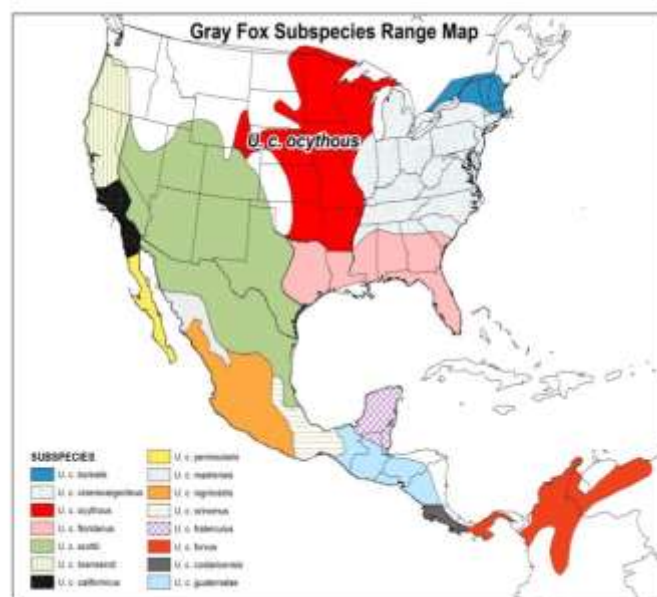 Gray Fox Subspecies Range Map
U. c. ocythous
SUBSPECIES
U. c. borealis
U. c. cinereoargenteus
U. c. ocythous
U. c. floridanus
U. c. scottii
U. c. townsendi
U. c. californicus
U. c. peninsularis
U. c. madrensis
U. c. nigrirostris
U. c. orinomus
U. c. fraterculus
U. c. furvus
U. c. costaricensis
U. c. guatemalae